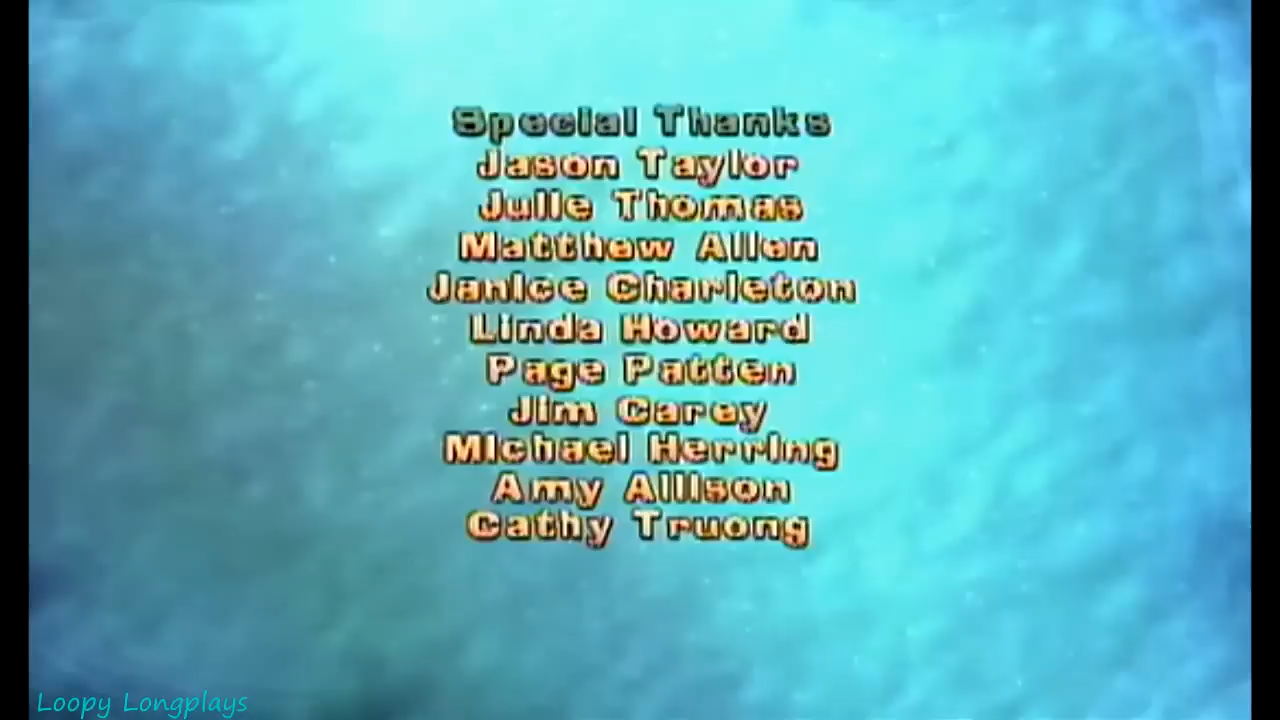 Special Thanks
Jason Taylor
Julie Thomas
Matthew Allen
Janice Charleton
Linda Howard
Page Patten
Jim Carey
Michael Herring
Amy Allison
Cathy Truong
Loopy Longplays